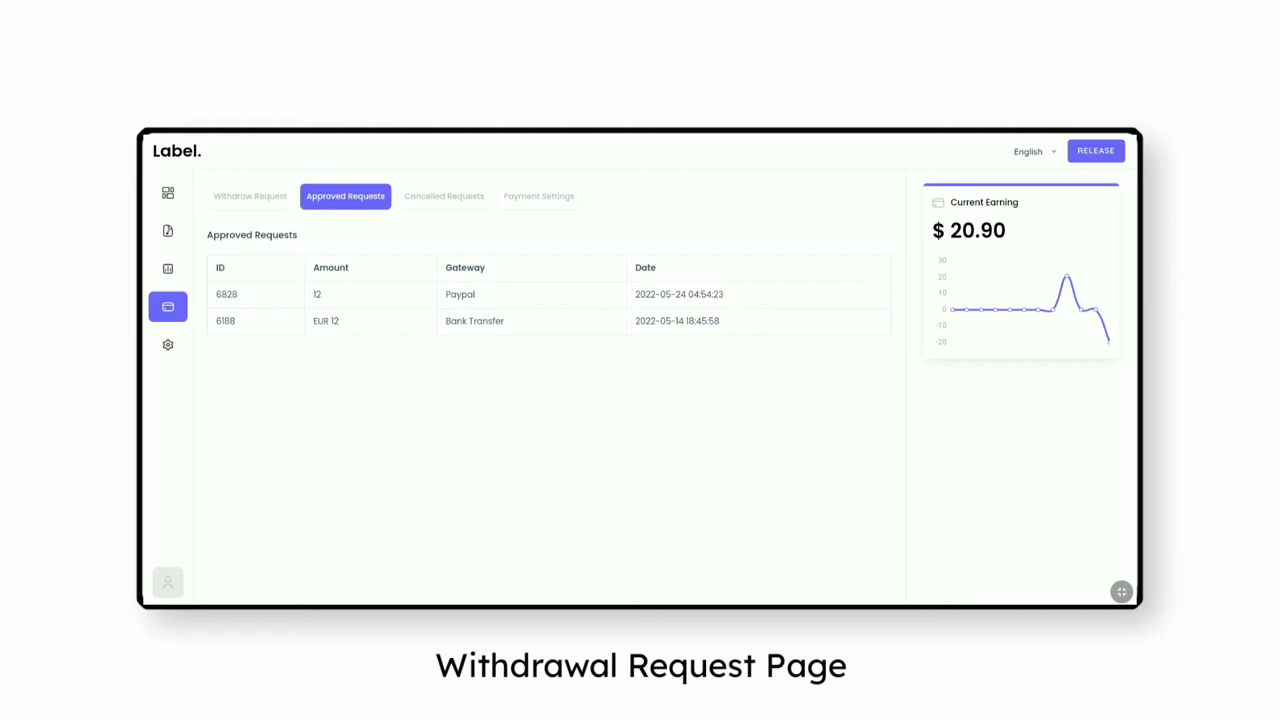 Label.
English
RELEASE
Withdraw Request
Approved Requests
Cancelled Requests
Payment Settings
Approved Requests
ID Amount Gateway Date
6828 12 Paypal 2022-05-24 04:54:23
6188 EUR 12 Bank Transfer 2022-05-14 18:45:58
Current Earning
$ 20.90
30
20
10
0
-10
-20
Withdrawal Request Page